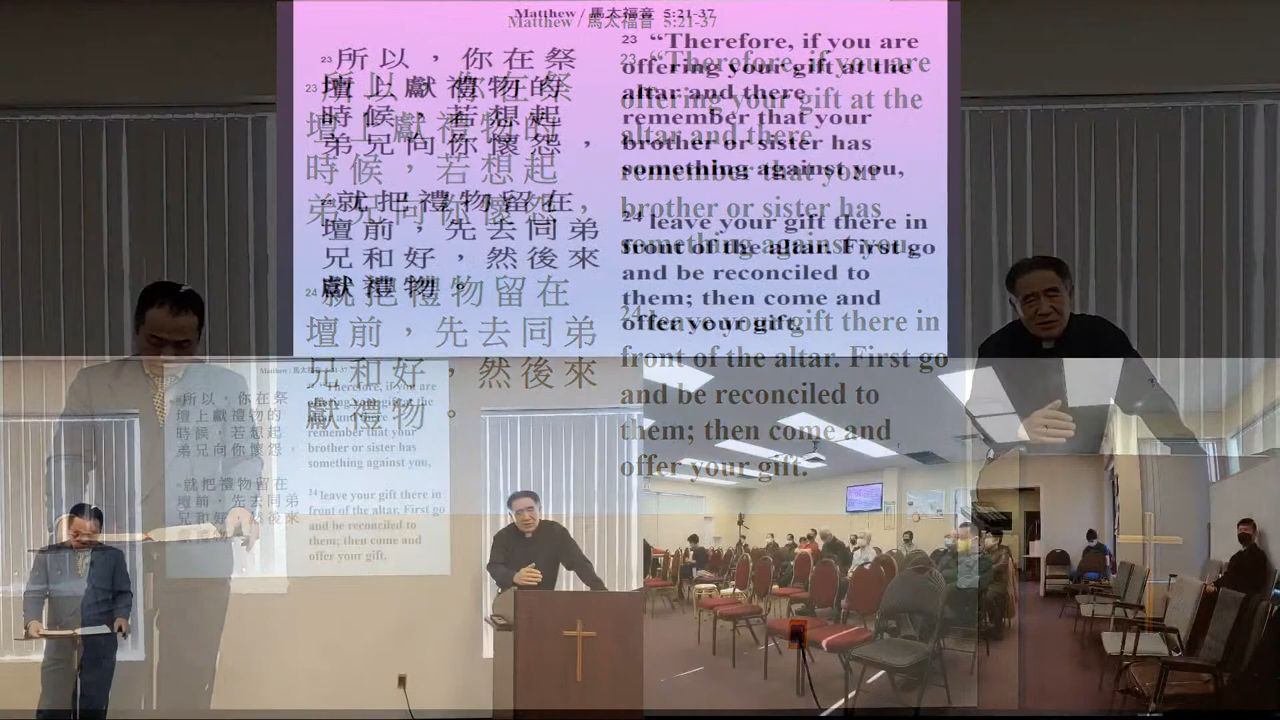 Matthew / 馬太福音 5:21-37
23所以，你在祭
壇上獻禮物的
時候，若想起
弟兄向你懷怨，
24就把禮物留在
壇前，先去同弟
兄和好，然後來
獻禮物。
23 “Therefore, if you are
offering your gift at the
altar and there
remember that your
brother or sister has
something against you,
24 leave your gift there in
front of the altar. First go
and be reconciled to
them; then come and
offer your gift.